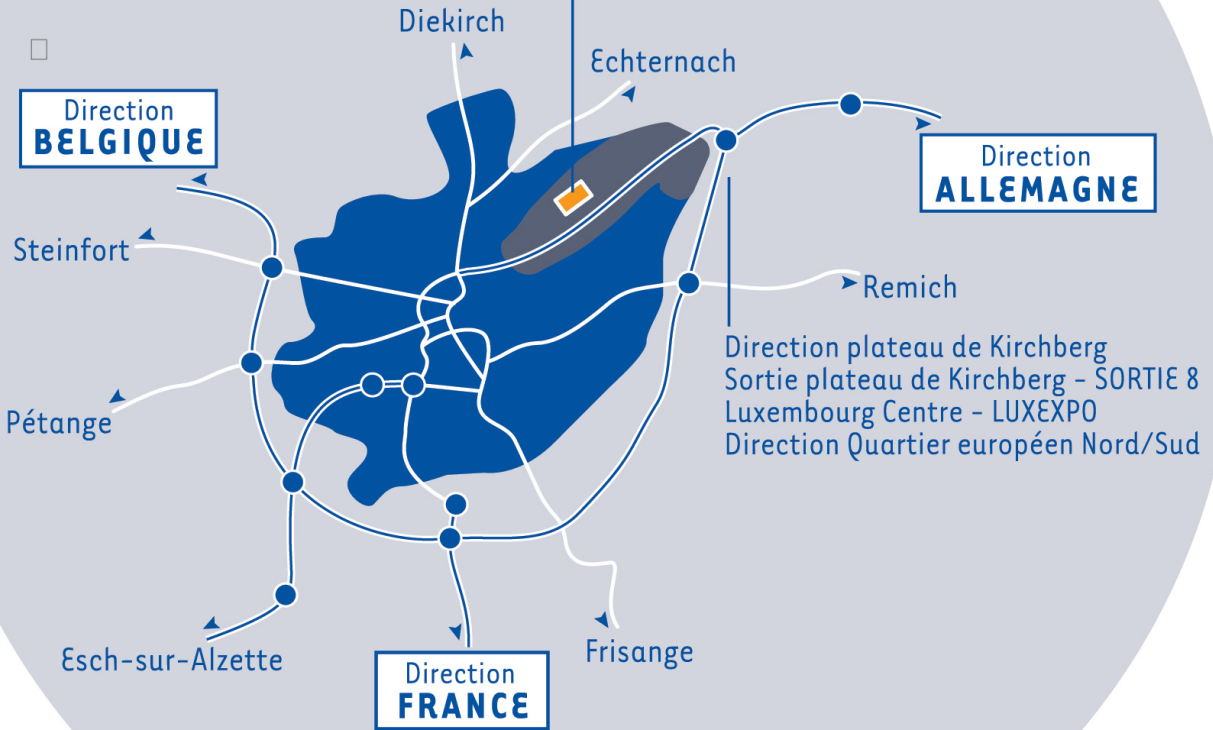 Diekirch
Echternach
Direction
BELGIQUE
Direction
ALLEMAGNE
Steinfort
Remich
Direction plateau de Kirchberg
Sortie plateau de Kirchberg – SORTIE 8
Luxembourg Centre – LUXEXPO
Direction Quartier européen Nord/Sud
Pétange
Esch-sur-Alzette
Frisange
Direction
FRANCE